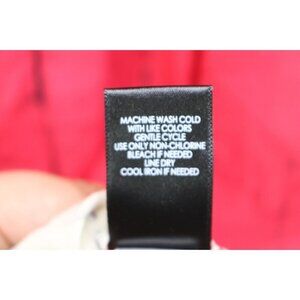 MACHINE WASH COLD
WITH LIKE COLORS
GENTLE CYCLE
USE ONLY NON-CHLORINE
BLEACH IF NEEDED
LINE DRY
COOL IRON IF NEEDED